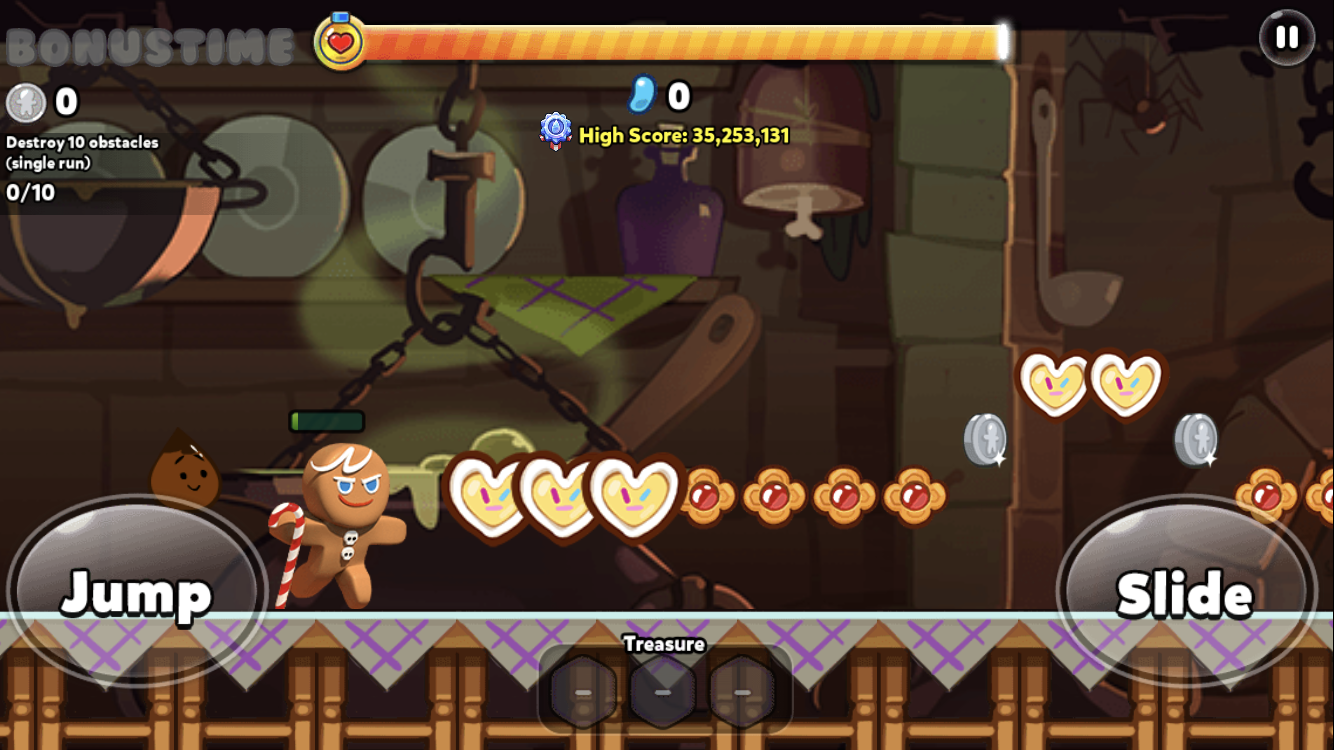 BONUSTIME
0
0
High Score: 35,253,131
Destroy 10 obstacles
(single run)
0/10
Jump
Slide
Treasure